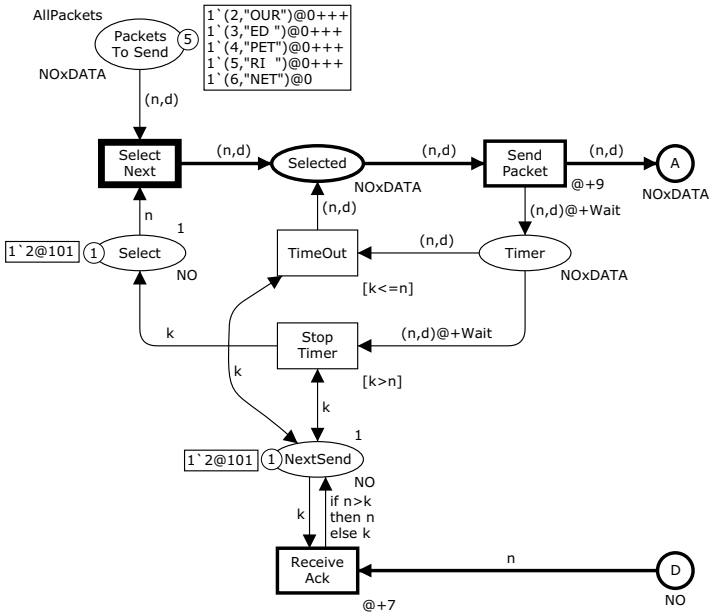 AllPackets
Packets
To Send
5
1`(2,"OUR")@0+++
1`(3,"ED ")@0+++
1`(4,"PET")@0+++
1`(5,"RI  ")@0+++
1`(6,"NET")@0
NOxDATA
(n,d)
Select
Next
(n,d)
Selected
NOxDATA
(n,d)
Send
Packet
@+9
(n,d)
A
NOxDATA
n
(n,d)
(n,d)@+Wait
1`2@101
1
Select
1
NO
TimeOut
[k<=n]
(n,d)
Timer
NOxDATA
k
Stop
Timer
[k>n]
(n,d)@+Wait
k
k
1`2@101
1
NextSend
1
NO
k
if n>k
then n
else k
Receive
Ack
@+7
n
D
NO